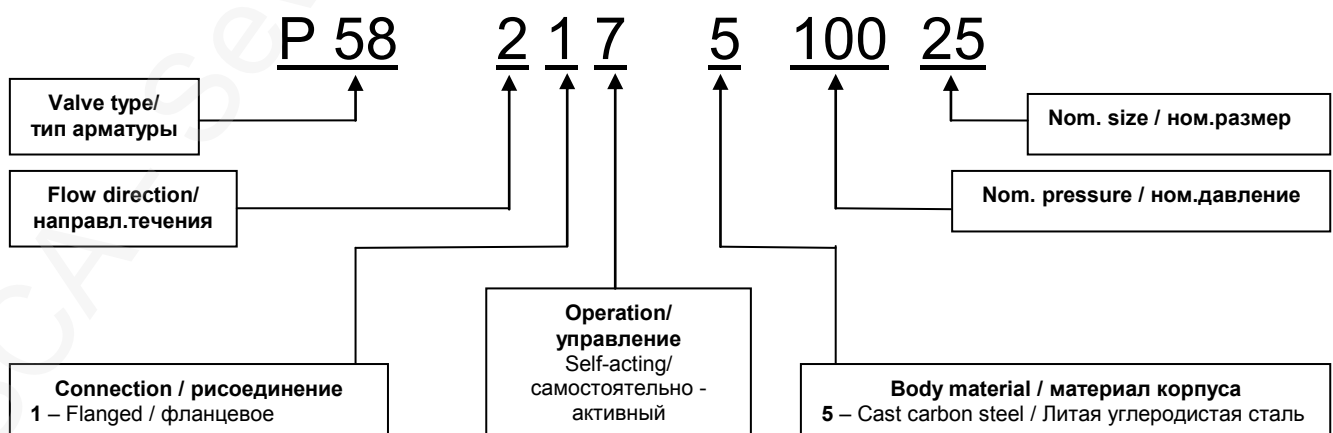 P 58 2 1 7 5 100 25
Valve type/
тип арматуры
Nom. size / ном.размер
Flow direction/
направл.течения
Nom. pressure / ном.давление
Operation/
управление
Self-acting/
самостоятельно -
активный
Connection / рисоединение
1 – Flanged / фланцевое
Body material / материал корпуса
5 – Cast carbon steel / Литая углеродистая сталь